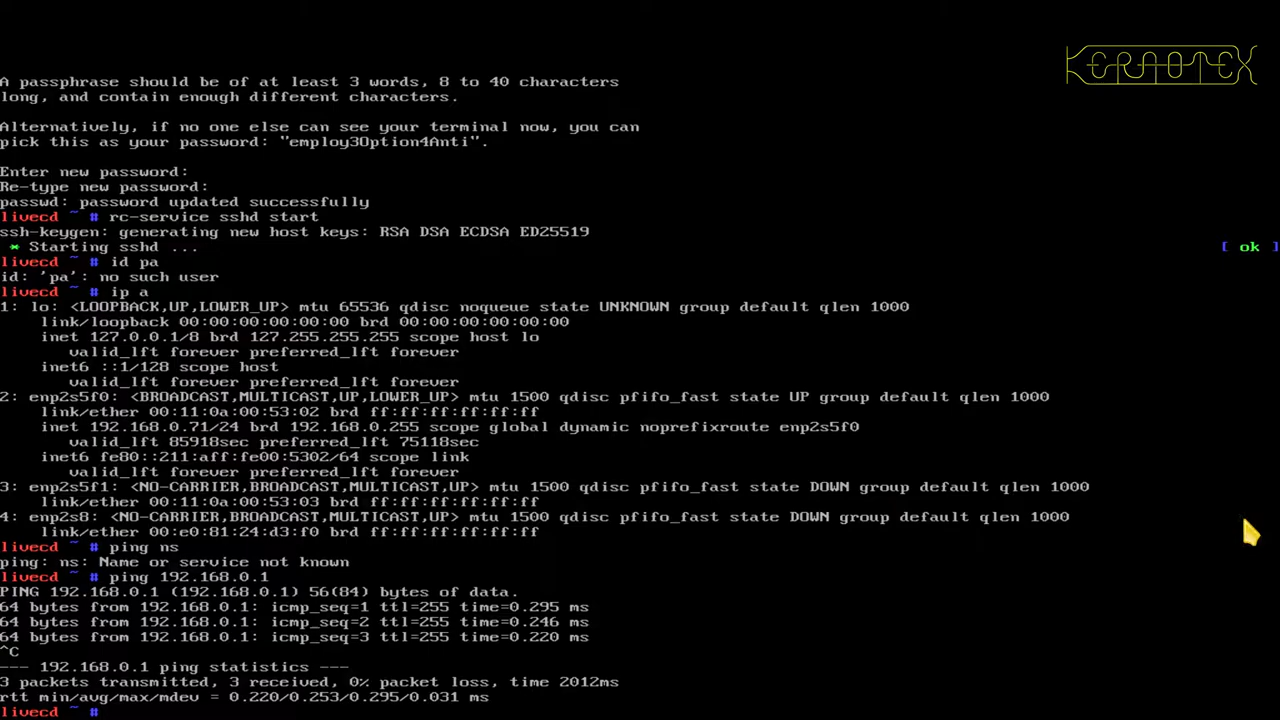 KERAOTEX
A passphrase should be of at least 3 words, 8 to 40 characters
long, and contain enough different characters.
Alternatively, if no one else can see your terminal now, you can
pick this as your password: "employ3Option4Anti".
Enter new password:
Re-type new password:
passwd: password updated successfully
livecd ~ # rc-service sshd start
ssh-keygen: generating new host keys: RSA DSA ECDSA ED25519
* Starting sshd ... [ ok ]
livecd ~ # id pa
id: 'pa': no such user
livecd ~ # ip a
1: lo: <LOOPBACK,UP,LOWER_UP> mtu 65536 qdisc noqueue state UNKNOWN group default qlen 1000
link/loopback 00:00:00:00:00:00 brd 00:00:00:00:00:00
inet 127.0.0.1/8 brd 127.255.255.255 scope host lo
valid_lft forever preferred_lft forever
inet6 ::1/128 scope host
valid_lft forever preferred_lft forever
2: enp2s5f0: <BROADCAST,MULTICAST,UP,LOWER_UP> mtu 1500 qdisc pfifo_fast state UP group default qlen 1000
link/ether 00:11:0a:00:53:02 brd ff:ff:ff:ff:ff:ff
inet 192.168.0.71/24 brd 192.168.0.255 scope global dynamic noprefixroute enp2s5f0
valid_lft 85918sec preferred_lft 75118sec
inet6 fe80::211:aff:fe00:5302/64 scope link
valid_lft forever preferred_lft forever
3: enp2s5f1: <NO-CARRIER,BROADCAST,MULTICAST,UP> mtu 1500 qdisc pfifo_fast state DOWN group default qlen 1000
link/ether 00:11:0a:00:53:03 brd ff:ff:ff:ff:ff:ff
4: enp2s8: <NO-CARRIER,BROADCAST,MULTICAST,UP> mtu 1500 qdisc pfifo_fast state DOWN group default qlen 1000
link/ether 00:e0:81:24:d3:f0 brd ff:ff:ff:ff:ff:ff
livecd ~ # ping ns
ping: ns: Name or service not known
livecd ~ # ping 192.168.0.1
PING 192.168.0.1 (192.168.0.1) 56(84) bytes of data.
64 bytes from 192.168.0.1: icmp_seq=1 ttl=255 time=0.295 ms
64 bytes from 192.168.0.1: icmp_seq=2 ttl=255 time=0.246 ms
64 bytes from 192.168.0.1: icmp_seq=3 ttl=255 time=0.220 ms
^C
--- 192.168.0.1 ping statistics ---
3 packets transmitted, 3 received, 0% packet loss, time 2012ms
rtt min/avg/max/mdev = 0.220/0.253/0.295/0.031 ms
livecd ~ #